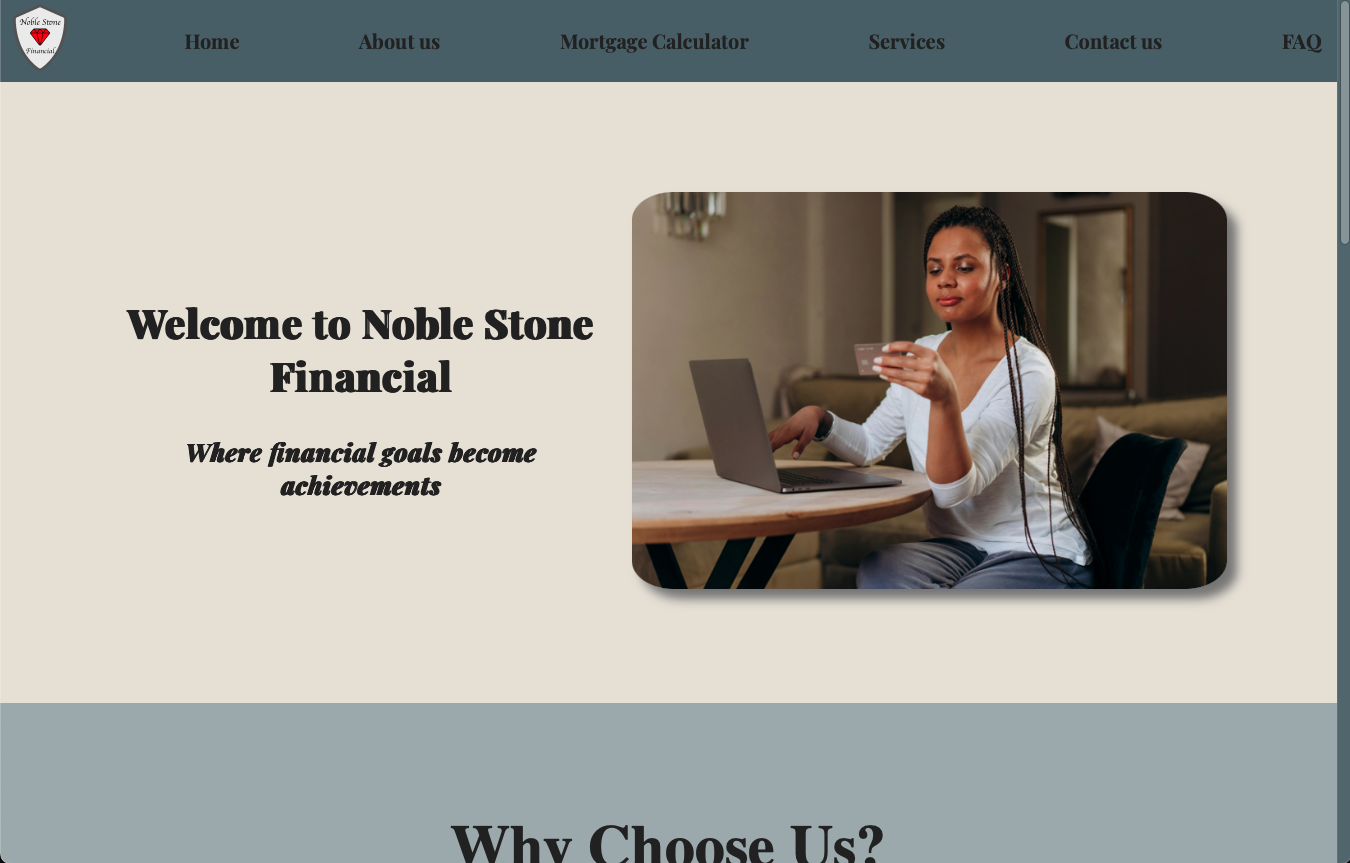 Noble Stone
Financial
Home
About us
Mortgage Calculator
Services
Contact us
FAQ
Welcome to Noble Stone
Financial
Where financial goals become
achievements
Why Choose Us?